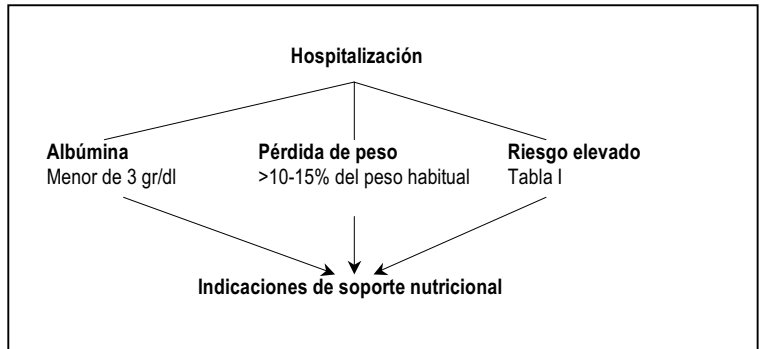 Hospitalización
Albúmina
Menor de 3 gr/dl
Pérdida de peso
>10-15% del peso habitual
Riesgo elevado
Tabla I
Indicaciones de soporte nutricional